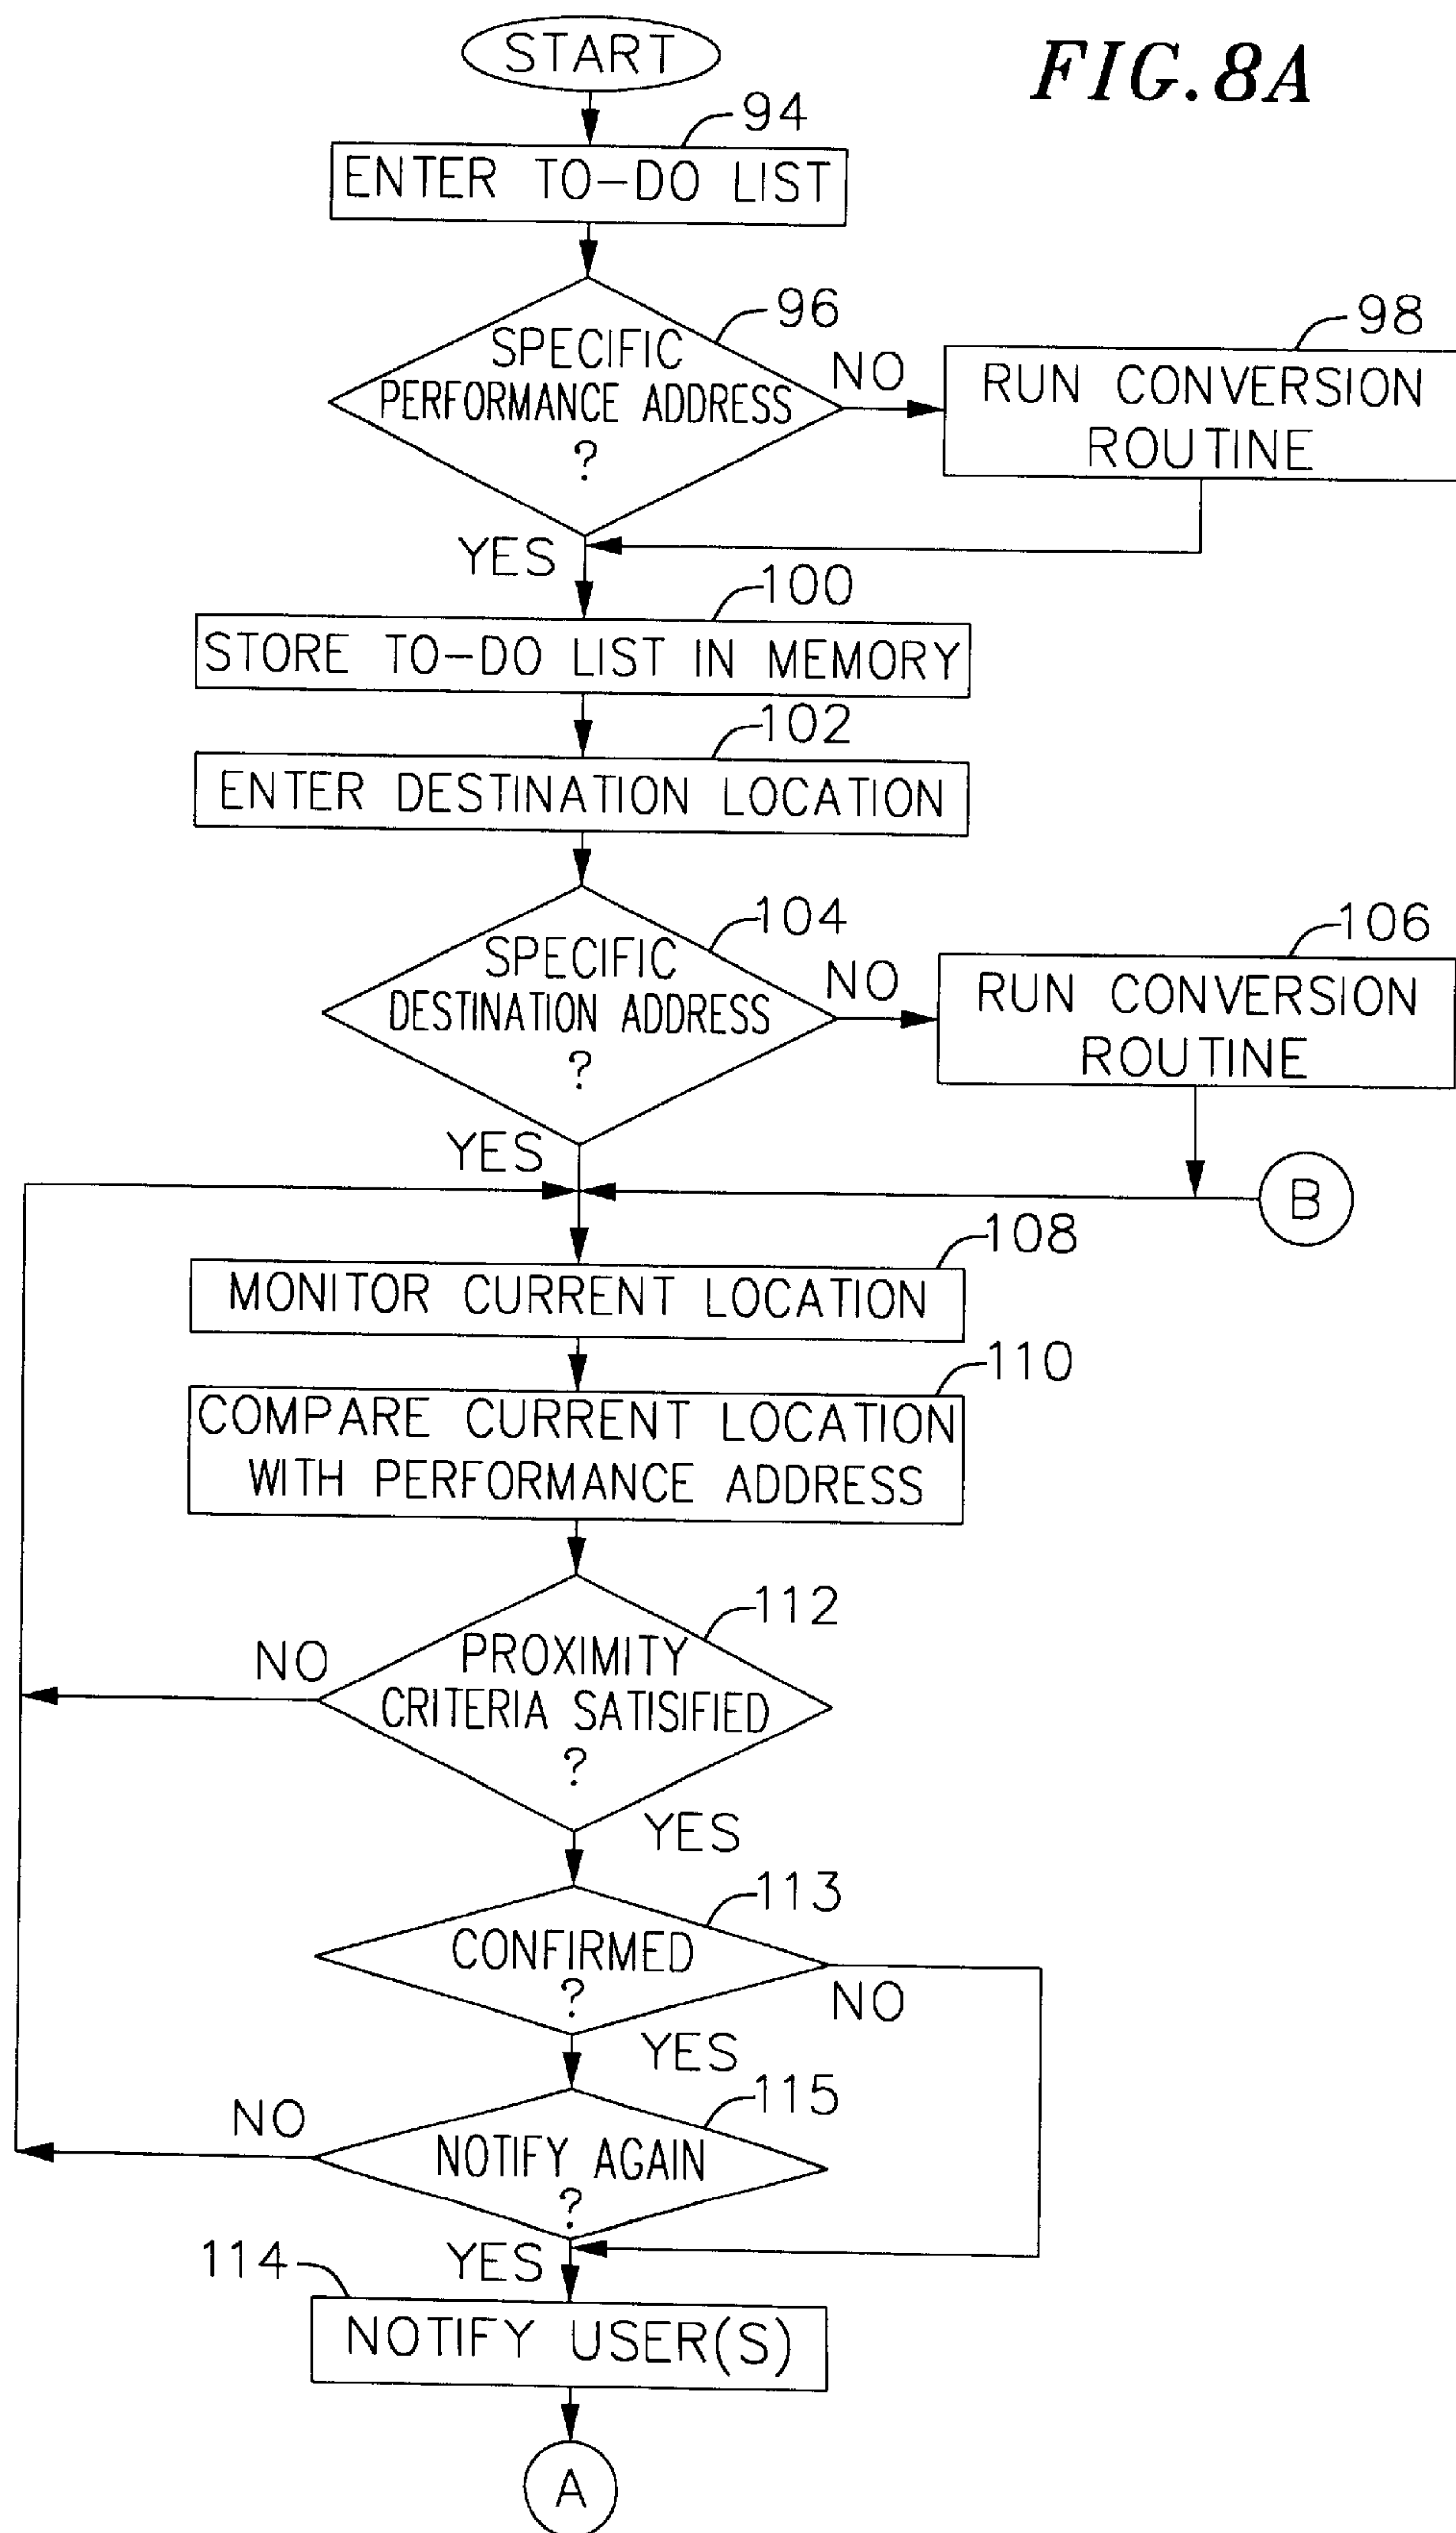 START
FIG. 8A
94
ENTER TO-DO LIST
96
SPECIFIC
PERFORMANCE ADDRESS
?
NO
98
RUN CONVERSION
ROUTINE
YES
100
STORE TO-DO LIST IN MEMORY
102
ENTER DESTINATION LOCATION
104
SPECIFIC
DESTINATION ADDRESS
?
NO
106
RUN CONVERSION
ROUTINE
YES
B
108
MONITOR CURRENT LOCATION
110
COMPARE CURRENT LOCATION
WITH PERFORMANCE ADDRESS
112
NO
PROXIMITY
CRITERIA SATISIFIED
?
YES
113
CONFIRMED
?
NO
YES
115
NO
NOTIFY AGAIN
?
YES
114
NOTIFY USER(S)
A